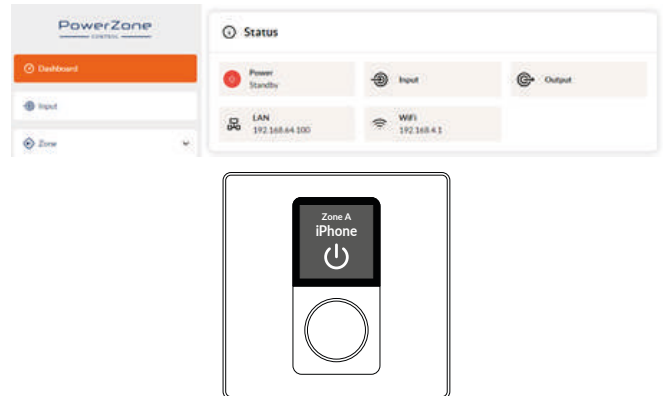 PowerZone
CONTROL
Status
Dashboard
Power
Standby
Input
Output
Input
LAN
192.168.64.100
WiFi
192.168.4.1
Zone
Zone A
iPhone